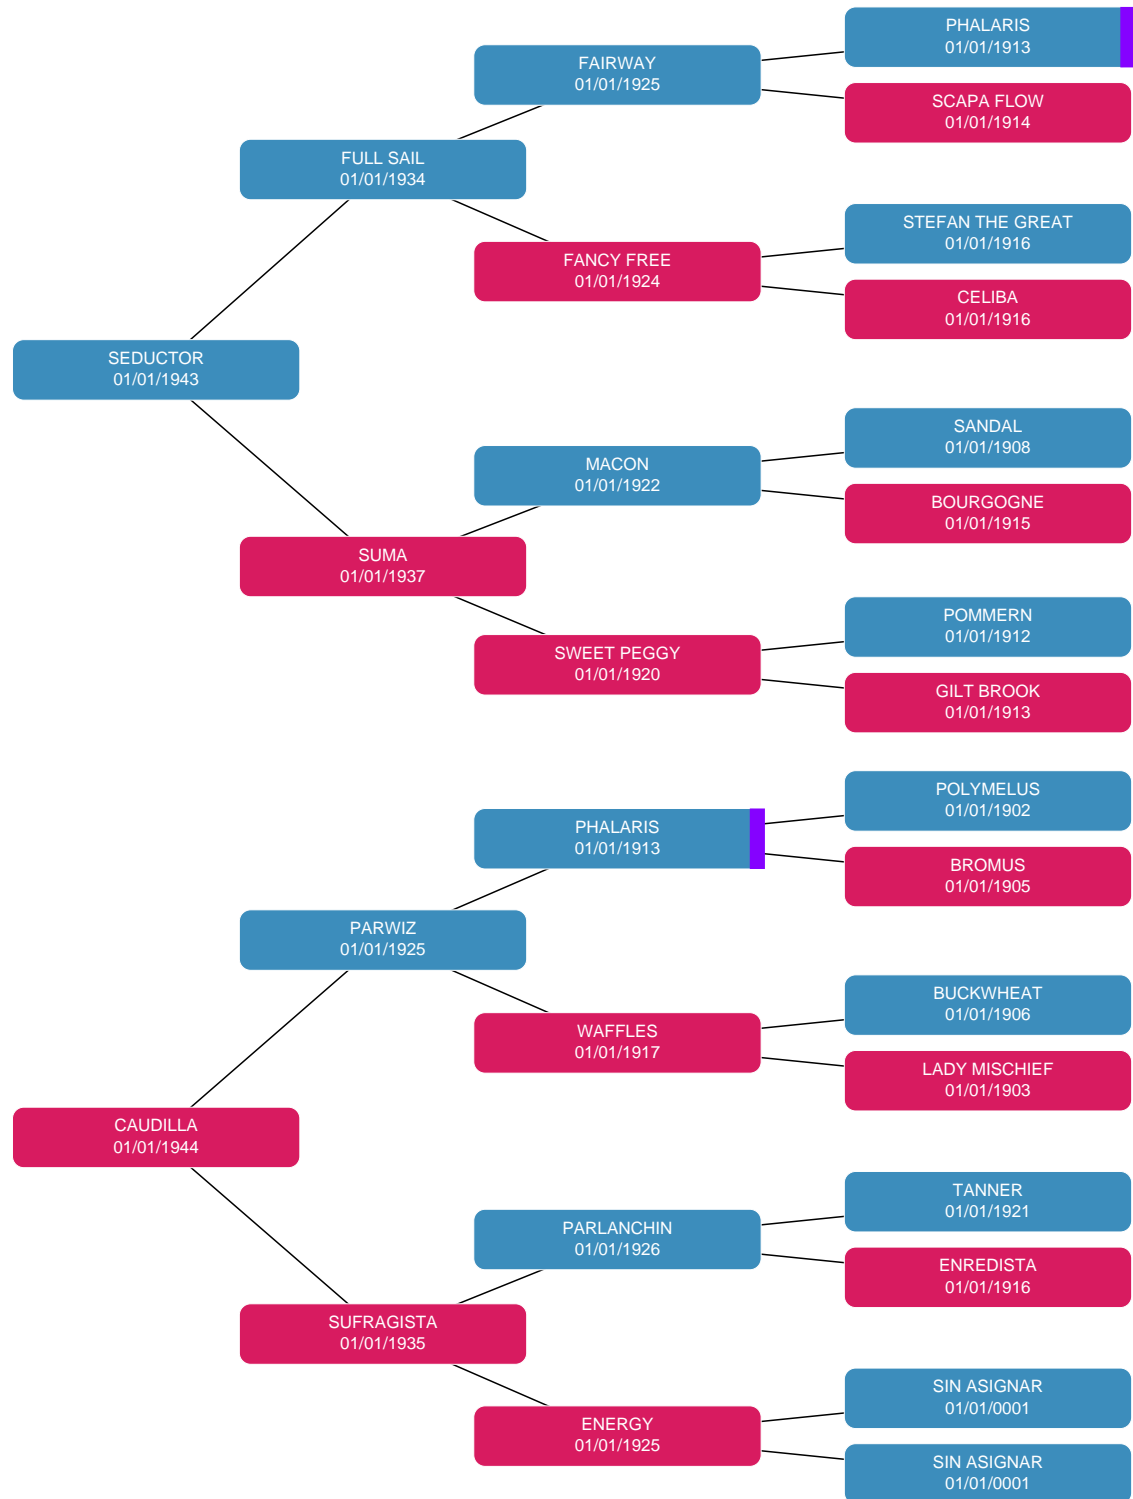 PHALARIS
01/01/1913
FAIRWAY
01/01/1925
SCAPA FLOW
01/01/1914
FULL SAIL
01/01/1934
STEFAN THE GREAT
01/01/1916
FANCY FREE
01/01/1924
CELIBA
01/01/1916
SEDUCTOR
01/01/1943
SANDAL
01/01/1908
MACON
01/01/1922
BOURGOGNE
01/01/1915
SUMA
01/01/1937
POMMERN
01/01/1912
SWEET PEGGY
01/01/1920
GILT BROOK
01/01/1913
POLYMELUS
01/01/1902
PHALARIS
01/01/1913
BROMUS
01/01/1905
PARWIZ
01/01/1925
BUCKWHEAT
01/01/1906
WAFFLES
01/01/1917
LADY MISCHIEF
01/01/1903
CAUDILLA
01/01/1944
TANNER
01/01/1921
PARLANCHIN
01/01/1926
ENREDISTA
01/01/1916
SUFRAGISTA
01/01/1935
SIN ASIGNAR
01/01/0001
ENERGY
01/01/1925
SIN ASIGNAR
01/01/0001